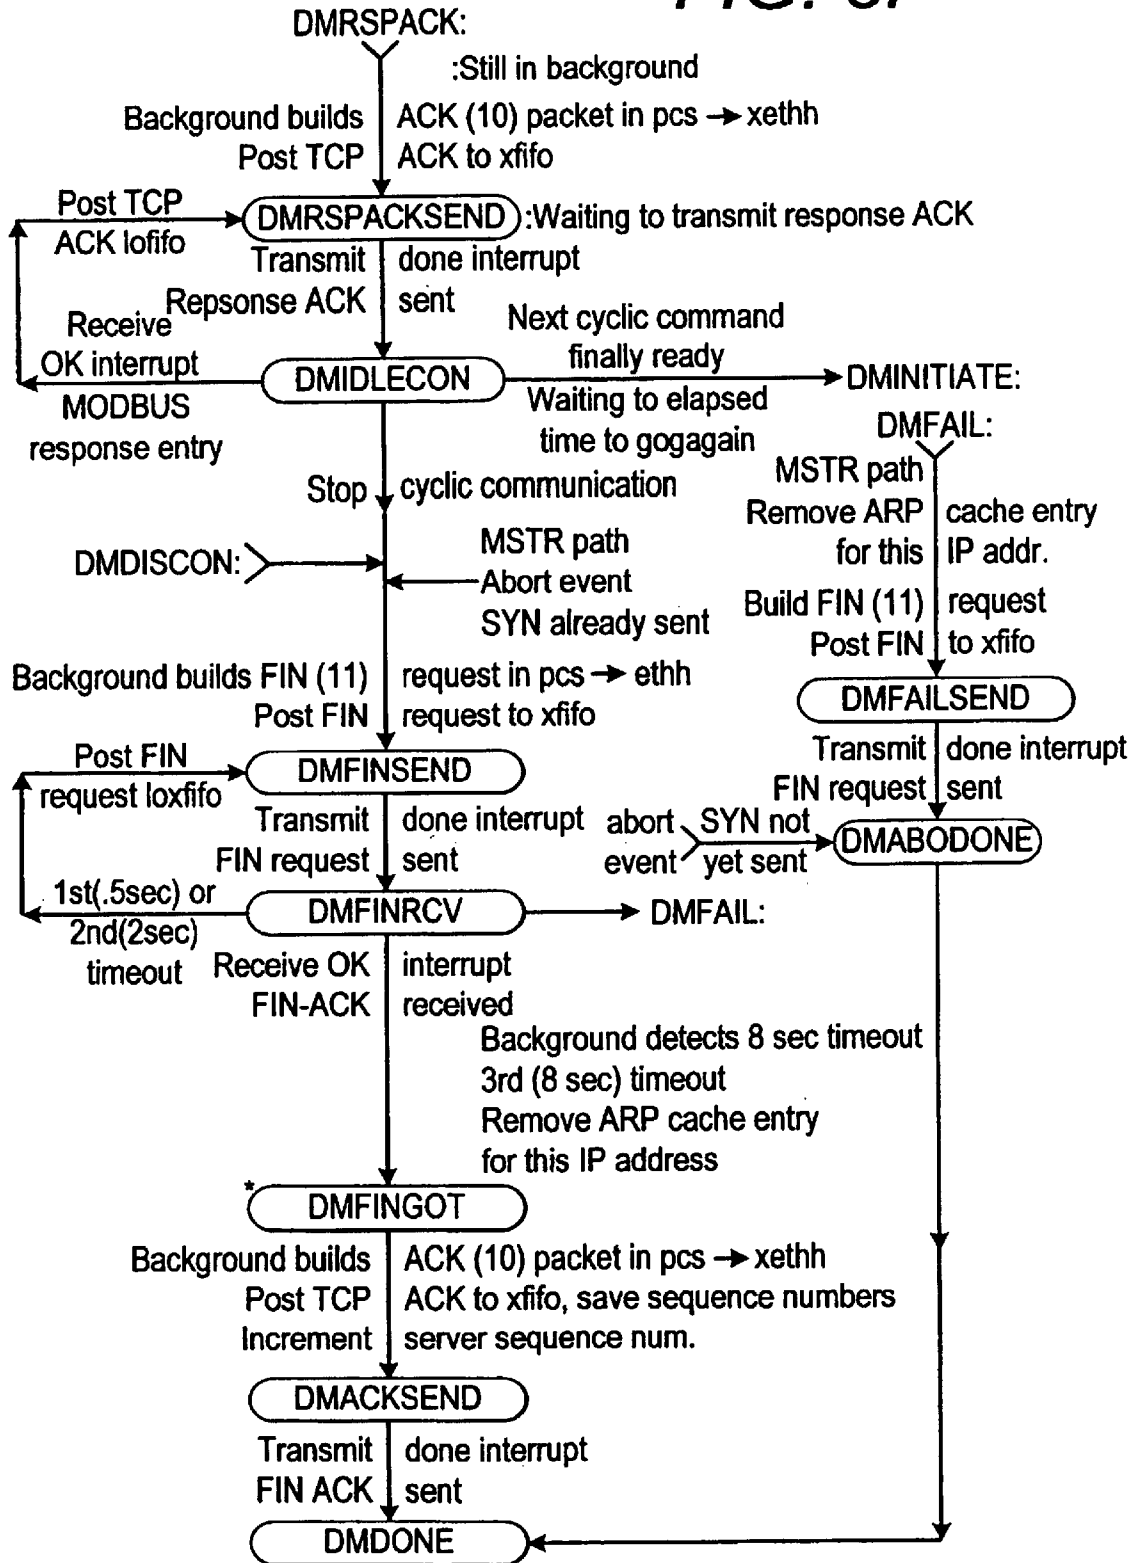 DMRSPACK:
:Still in background
Background builds ACK (10) packet in pcs → xethh
Post TCP ACK to xfifo
Post TCP
ACK lofifo
DMRSPACKSEND :Waiting to transmit response ACK
Transmit done interrupt
Repsonse ACK sent
Receive
OK interrupt
MODBUS
response entry
DMIDLECON
Next cyclic command
finally ready
Waiting to elapsed
time to gogagain
DMINITIATE:
DMFAIL:
MSTR path
Remove ARP cache entry
for this IP addr.
Build FIN (11) request
Post FIN to xfifo
DMFAILSEND
Transmit done interrupt
FIN request sent
Stop cyclic communication
DMDISCON:
MSTR path
Abort event
SYN already sent
Background builds FIN (11) request in pcs → ethh
Post FIN request to xfifo
Post FIN
request loxfifo
DMFINSEND
Transmit done interrupt
FIN request sent
abort
event
SYN not
yet sent
DMABODONE
1st(.5sec) or
2nd(2sec)
timeout
DMFINRCV
DMFAIL:
Receive OK interrupt
FIN-ACK received
Background detects 8 sec timeout
3rd (8 sec) timeout
Remove ARP cache entry
for this IP address
*
DMFINGOT
Background builds ACK (10) packet in pcs → xethh
Post TCP ACK to xfifo, save sequence numbers
Increment server sequence num.
DMACKSEND
Transmit done interrupt
FIN ACK sent
DMDONE